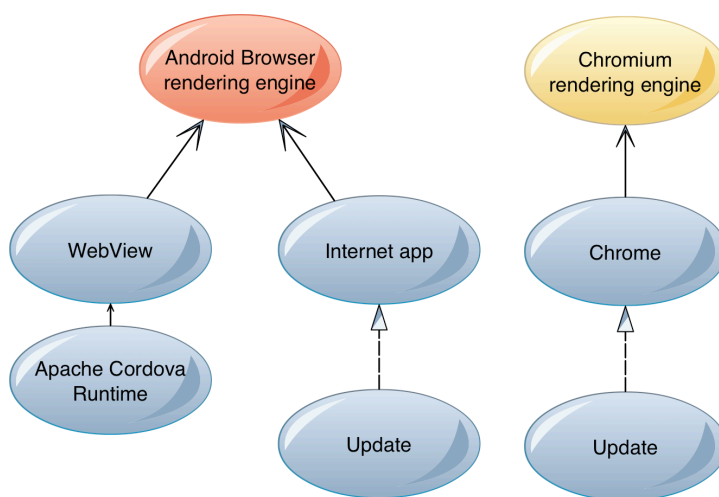 Android Browser
rendering engine
Chromium
rendering engine
WebView
Internet app
Chrome
Apache Cordova
Runtime
Update
Update